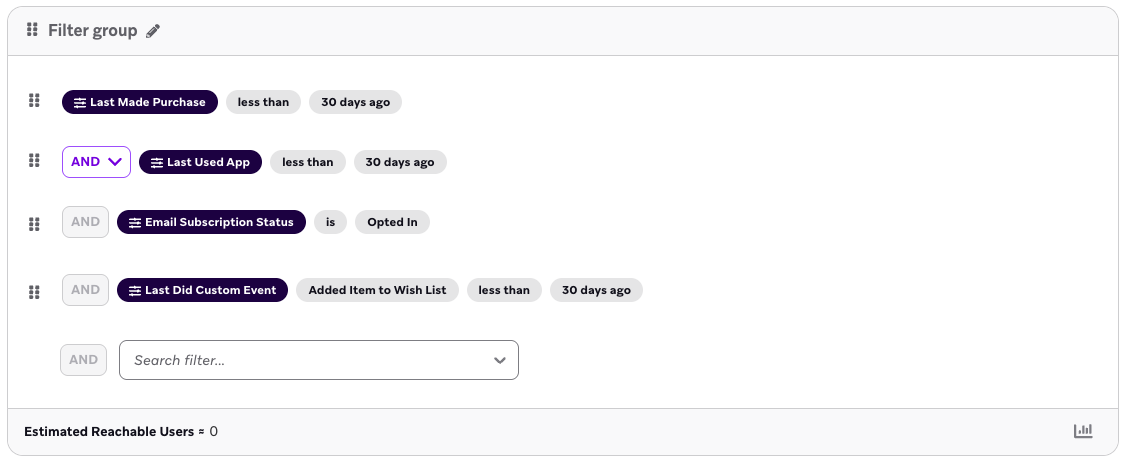 Filter group
Last Made Purchase less than 30 days ago
AND Last Used App less than 30 days ago
AND Email Subscription Status is Opted In
AND Last Did Custom Event Added Item to Wish List less than 30 days ago
AND Search filter...
Estimated Reachable Users ≈ 0